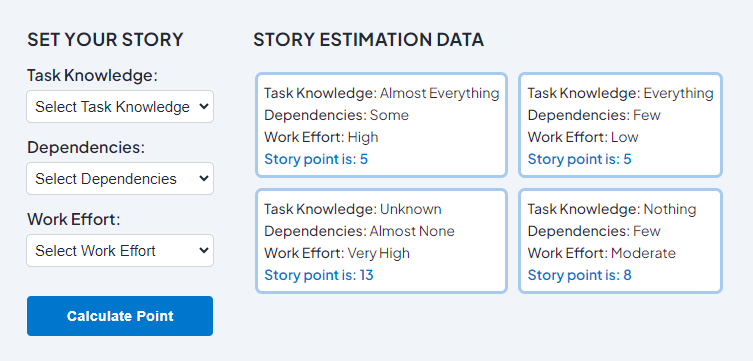 SET YOUR STORY
Task Knowledge:
Select Task Knowledge
Dependencies:
Select Dependencies
Work Effort:
Select Work Effort
Calculate Point
STORY ESTIMATION DATA
Task Knowledge: Almost Everything
Dependencies: Some
Work Effort: High
Story point is: 5
Task Knowledge: Everything
Dependencies: Few
Work Effort: Low
Story point is: 5
Task Knowledge: Unknown
Dependencies: Almost None
Work Effort: Very High
Story point is: 13
Task Knowledge: Nothing
Dependencies: Few
Work Effort: Moderate
Story point is: 8